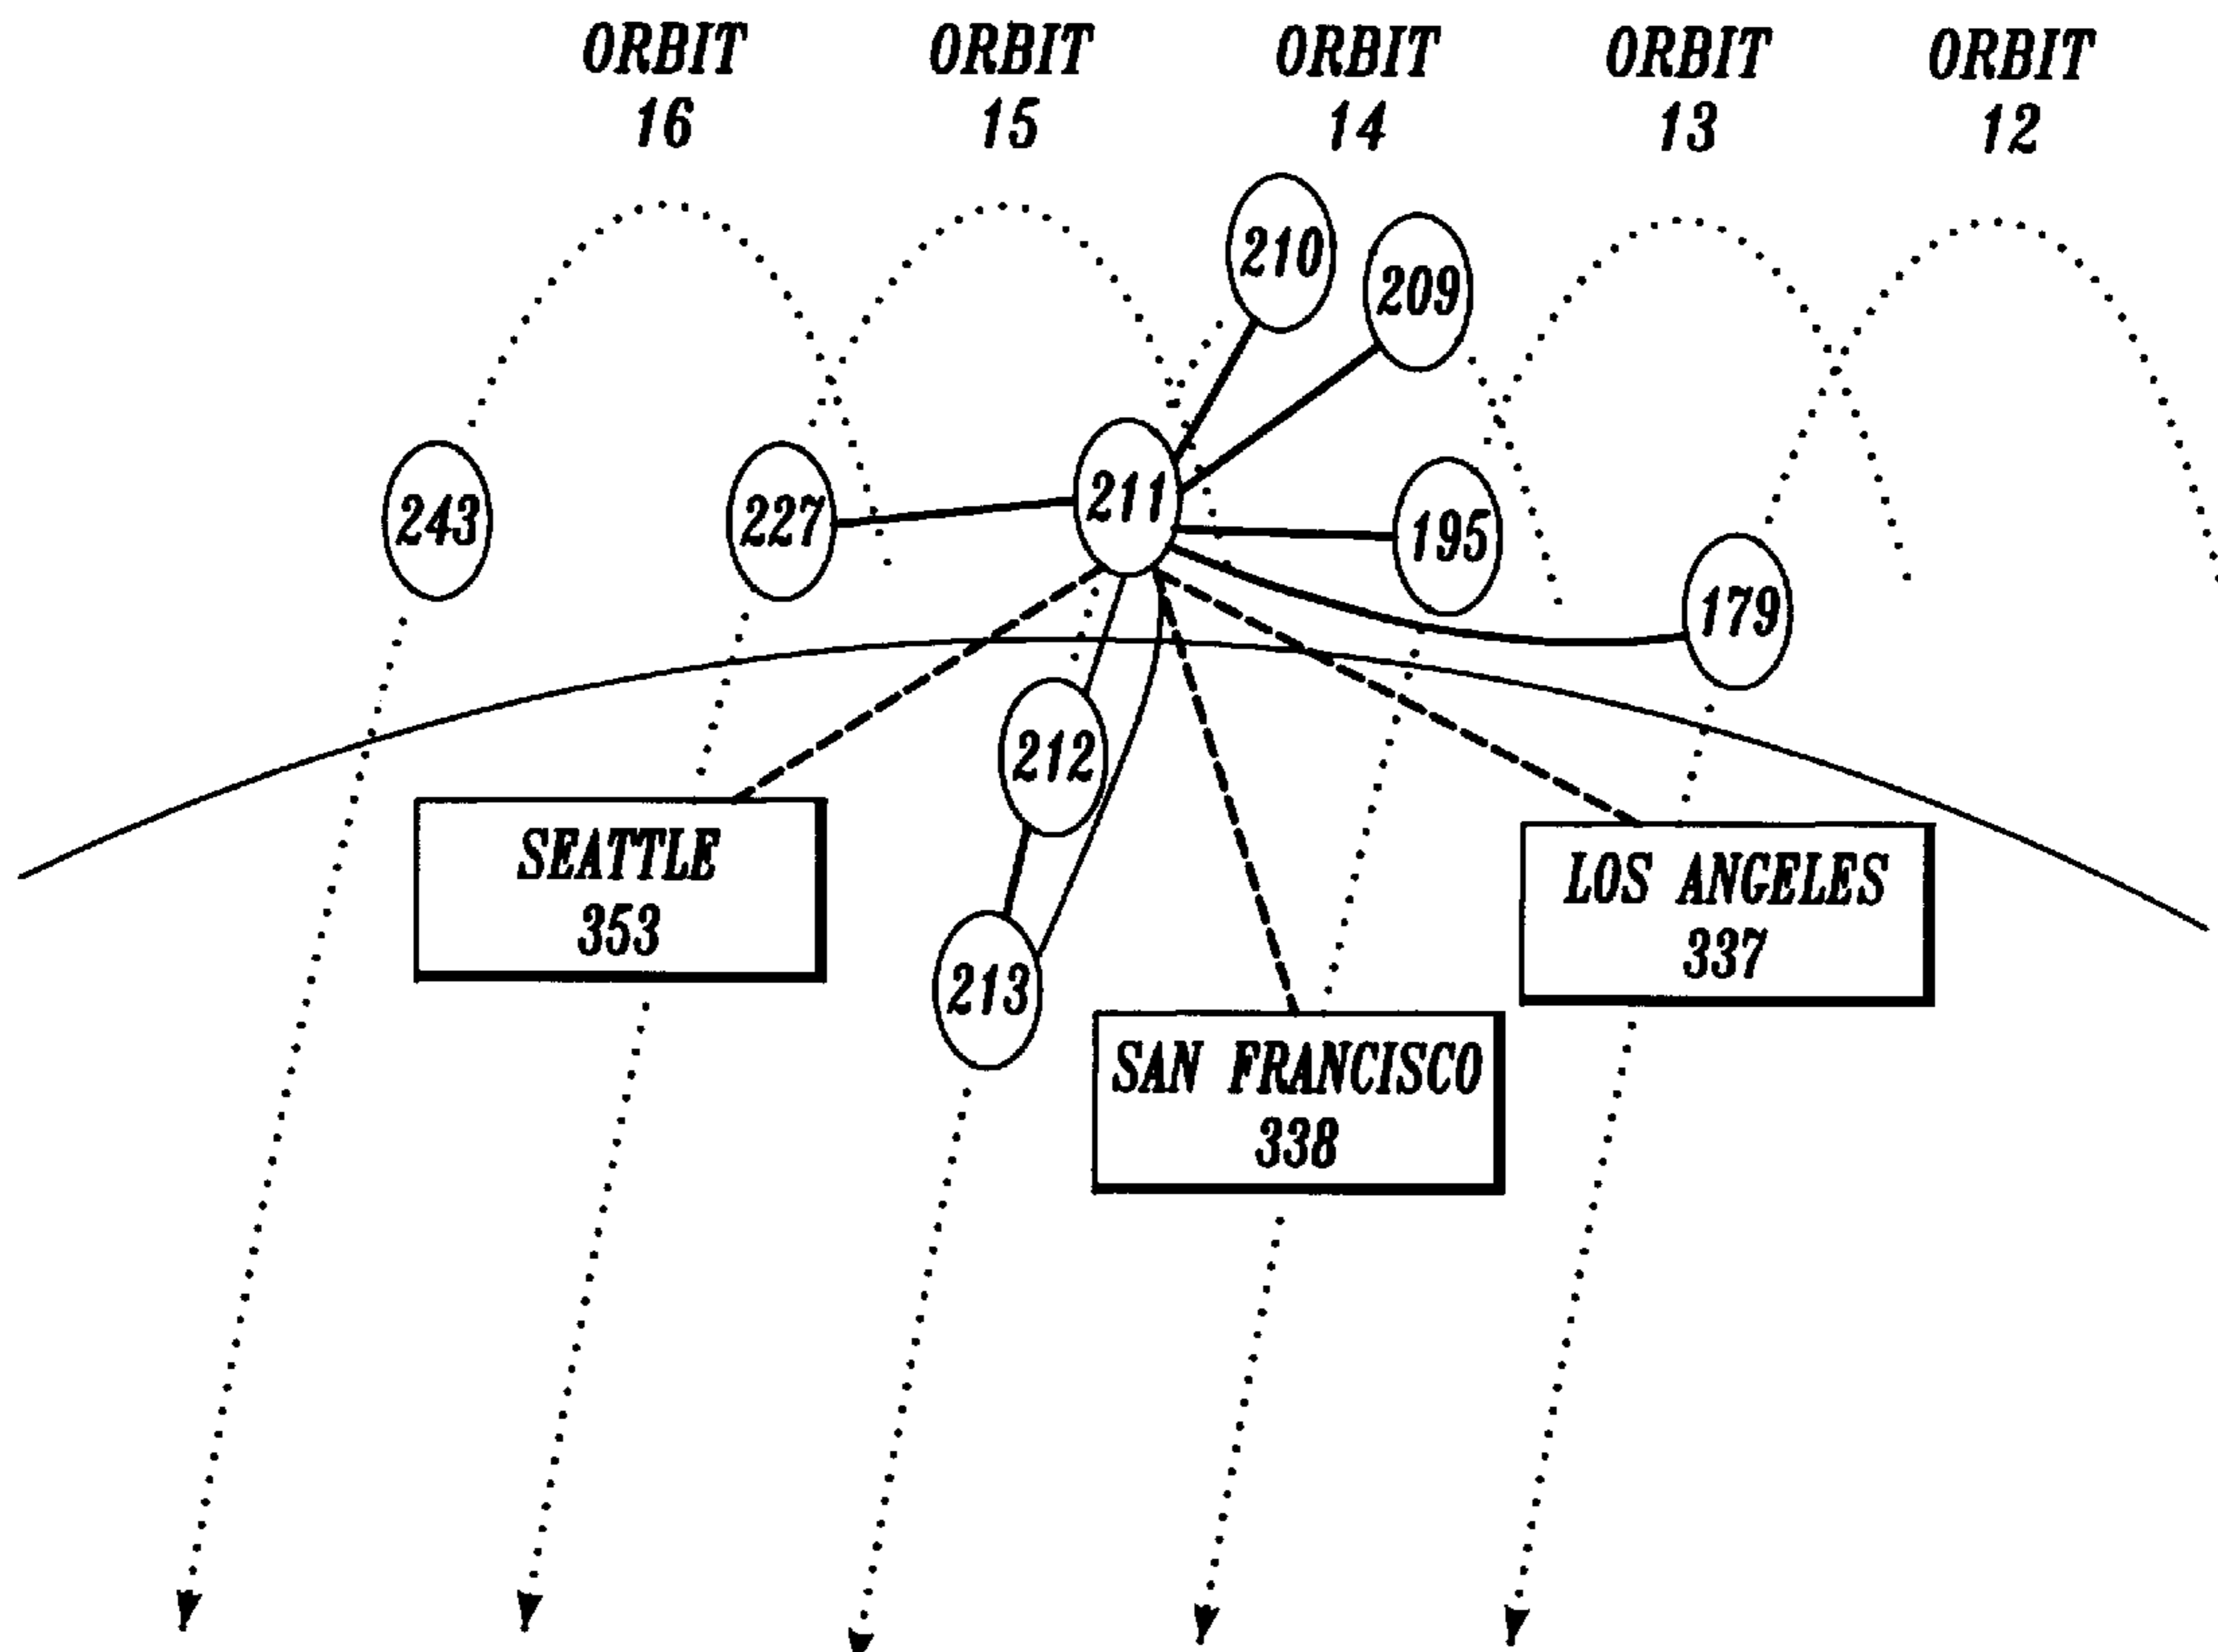 ORBIT
16
ORBIT
15
ORBIT
14
ORBIT
13
ORBIT
12
210
209
243
227
211
195
179
212
213
SEATTLE
353
LOS ANGELES
337
SAN FRANCISCO
338